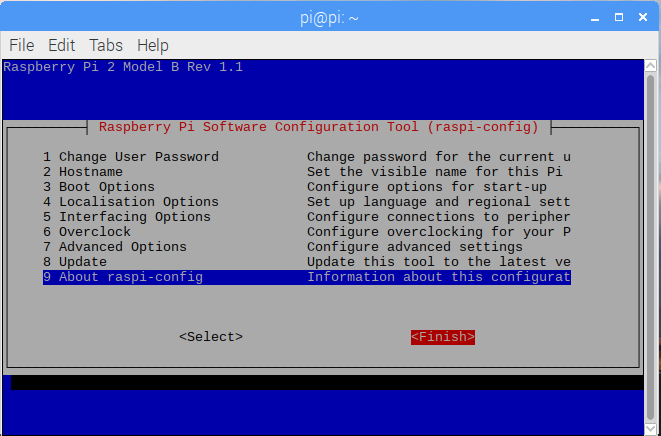 pi@pi: ~
File Edit Tabs Help
Raspberry Pi 2 Model B Rev 1.1
Raspberry Pi Software Configuration Tool (raspi-config)
1 Change User Password Change password for the current u
2 Hostname Set the visible name for this Pi
3 Boot Options Configure options for start-up
4 Localisation Options Set up language and regional sett
5 Interfacing Options Configure connections to peripher
6 Overclock Configure overclocking for your P
7 Advanced Options Configure advanced settings
8 Update Update this tool to the latest ve
9 About raspi-config Information about this configurat
<Select> <Finish>